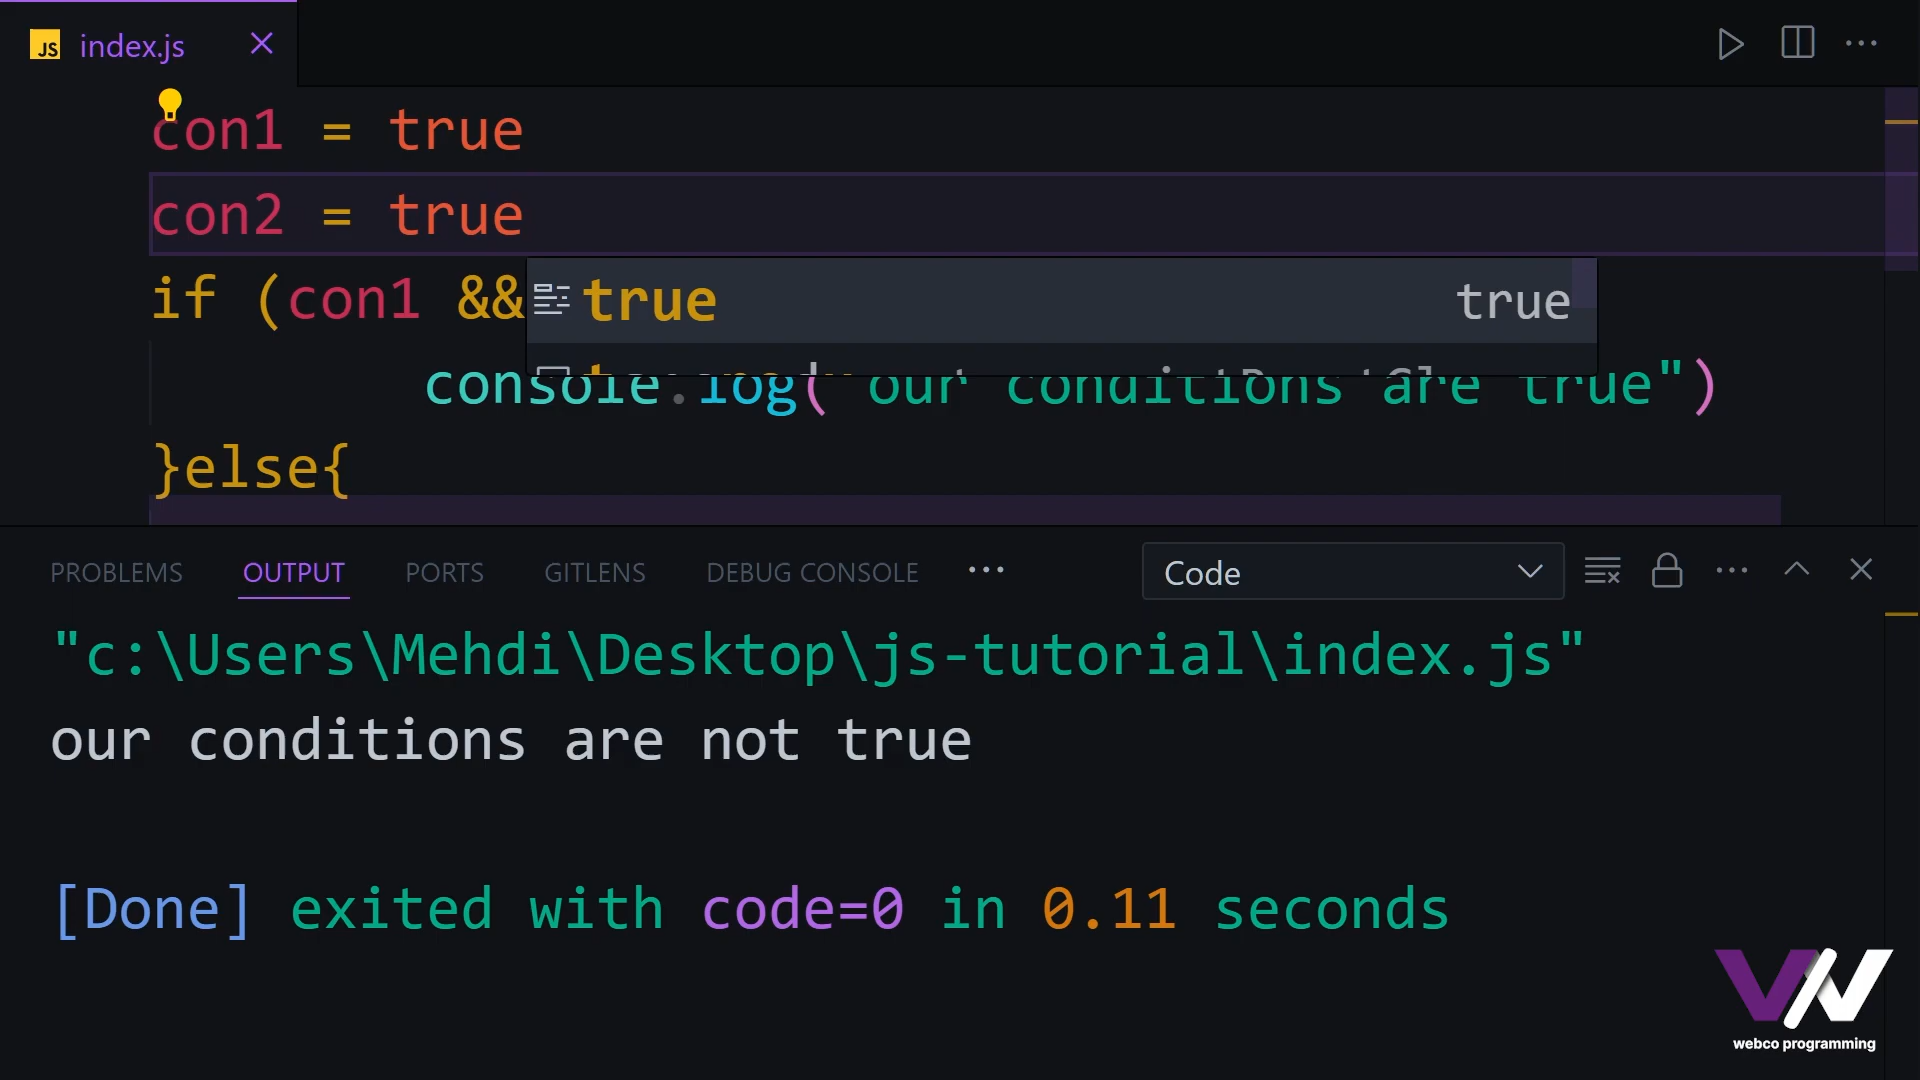 JS index.js
con1 = true
con2 = true
if (con1 &&
true true
console.log("our conditions are true")
}else{
PROBLEMS OUTPUT PORTS GITLENS DEBUG CONSOLE ··· Code
"c:\Users\Mehdi\Desktop\js-tutorial\index.js"
our conditions are not true
[Done] exited with code=0 in 0.11 seconds
webco programming